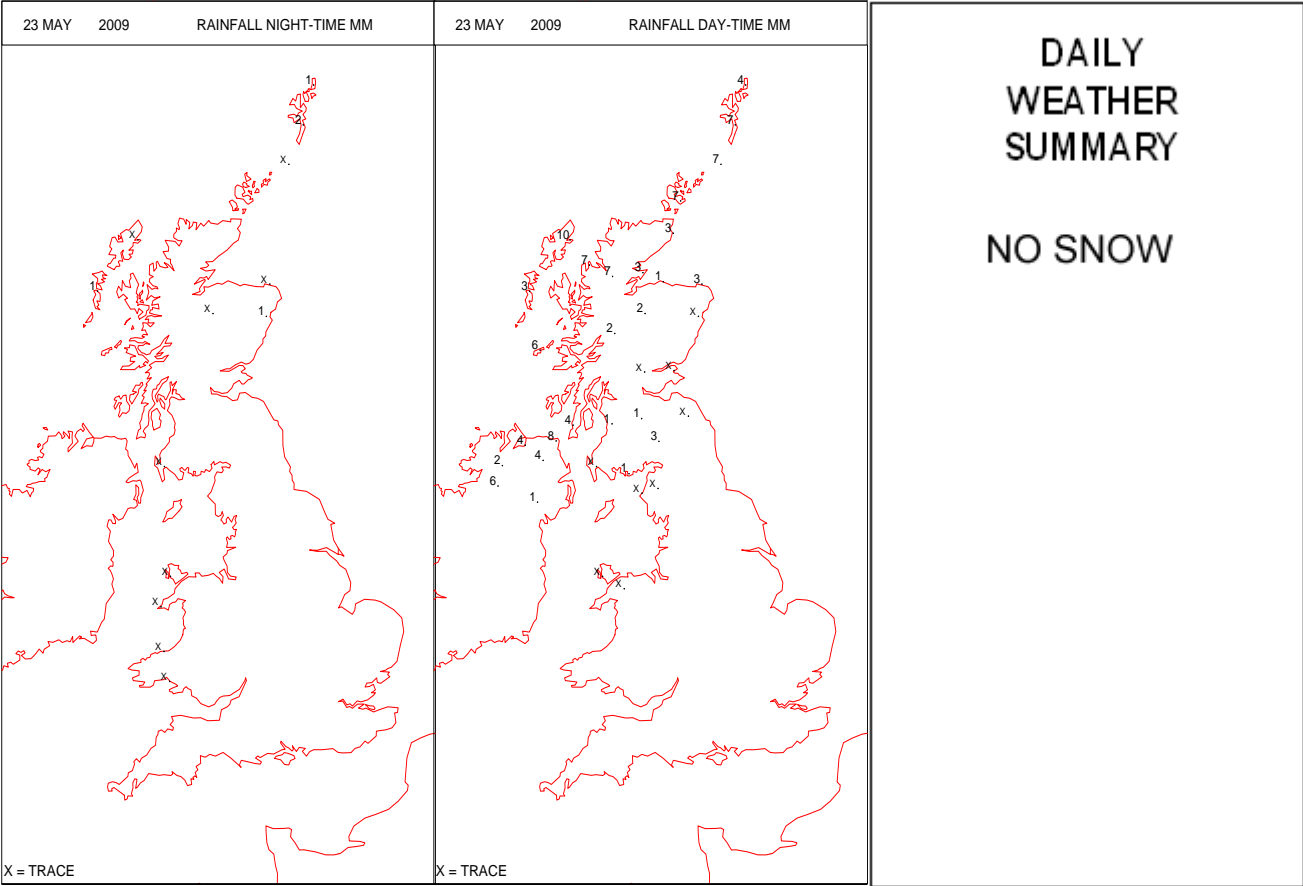 23 MAY 2009 RAINFALL NIGHT-TIME MM
1
2
X
X
X
1
X
1
X
X
X
X
X
X = TRACE
23 MAY 2009 RAINFALL DAY-TIME MM
4
7
7
7
3
10
7
3
7
1
3
3
2
X
2
6
X
X
1
X
4
1
3
8
4
4
2
X
1
6
X
X
1
X
X
X = TRACE
DAILY
WEATHER
SUMMARY
NO SNOW